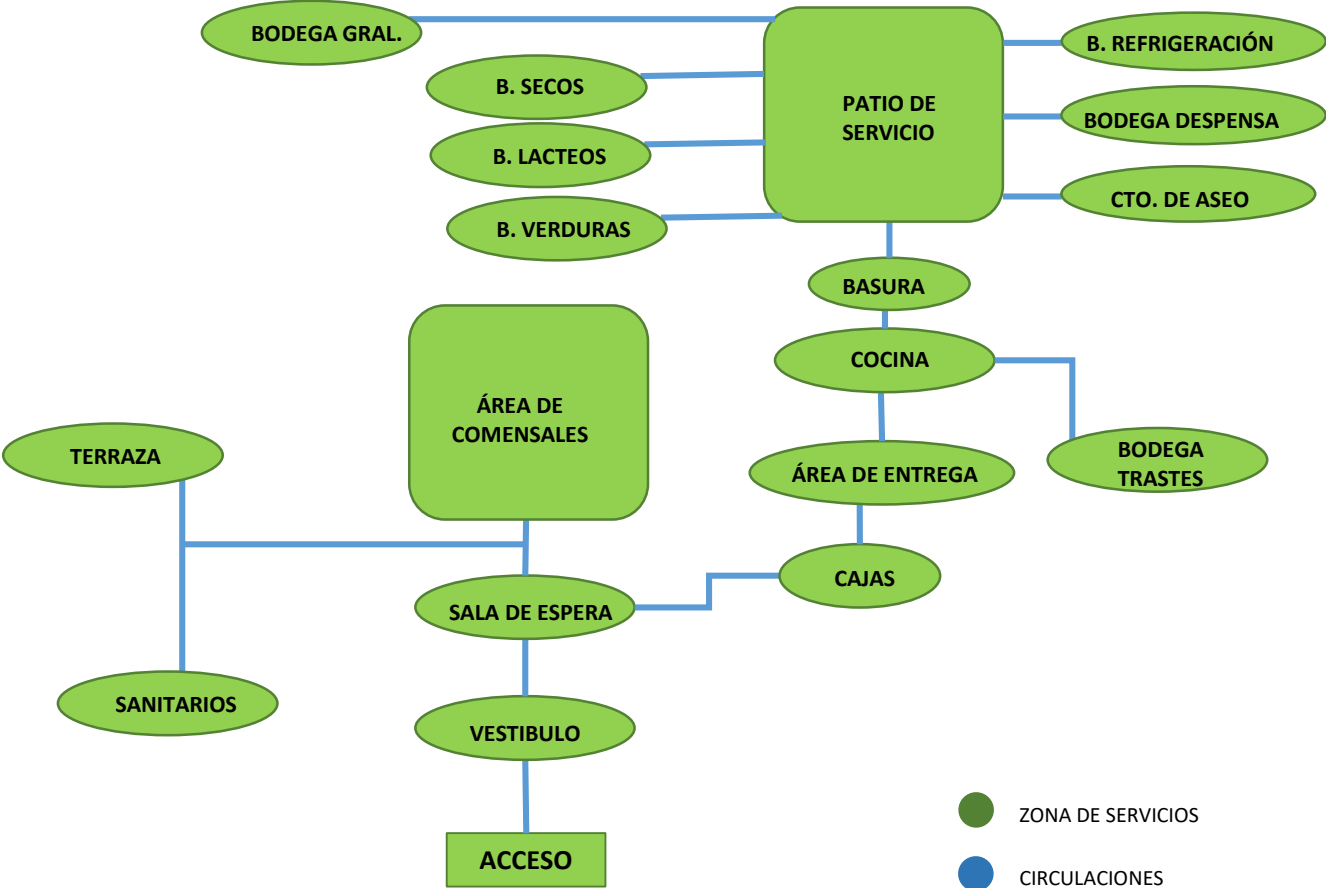 BODEGA GRAL.
B. REFRIGERACIÓN
B. SECOS
PATIO DE
SERVICIO
BODEGA DESPENSA
B. LACTEOS
CTO. DE ASEO
B. VERDURAS
BASURA
COCINA
ÁREA DE
COMENSALES
TERRAZA
BODEGA
TRASTES
ÁREA DE ENTREGA
CAJAS
SALA DE ESPERA
SANITARIOS
VESTIBULO
ACCESO
ZONA DE SERVICIOS
CIRCULACIONES